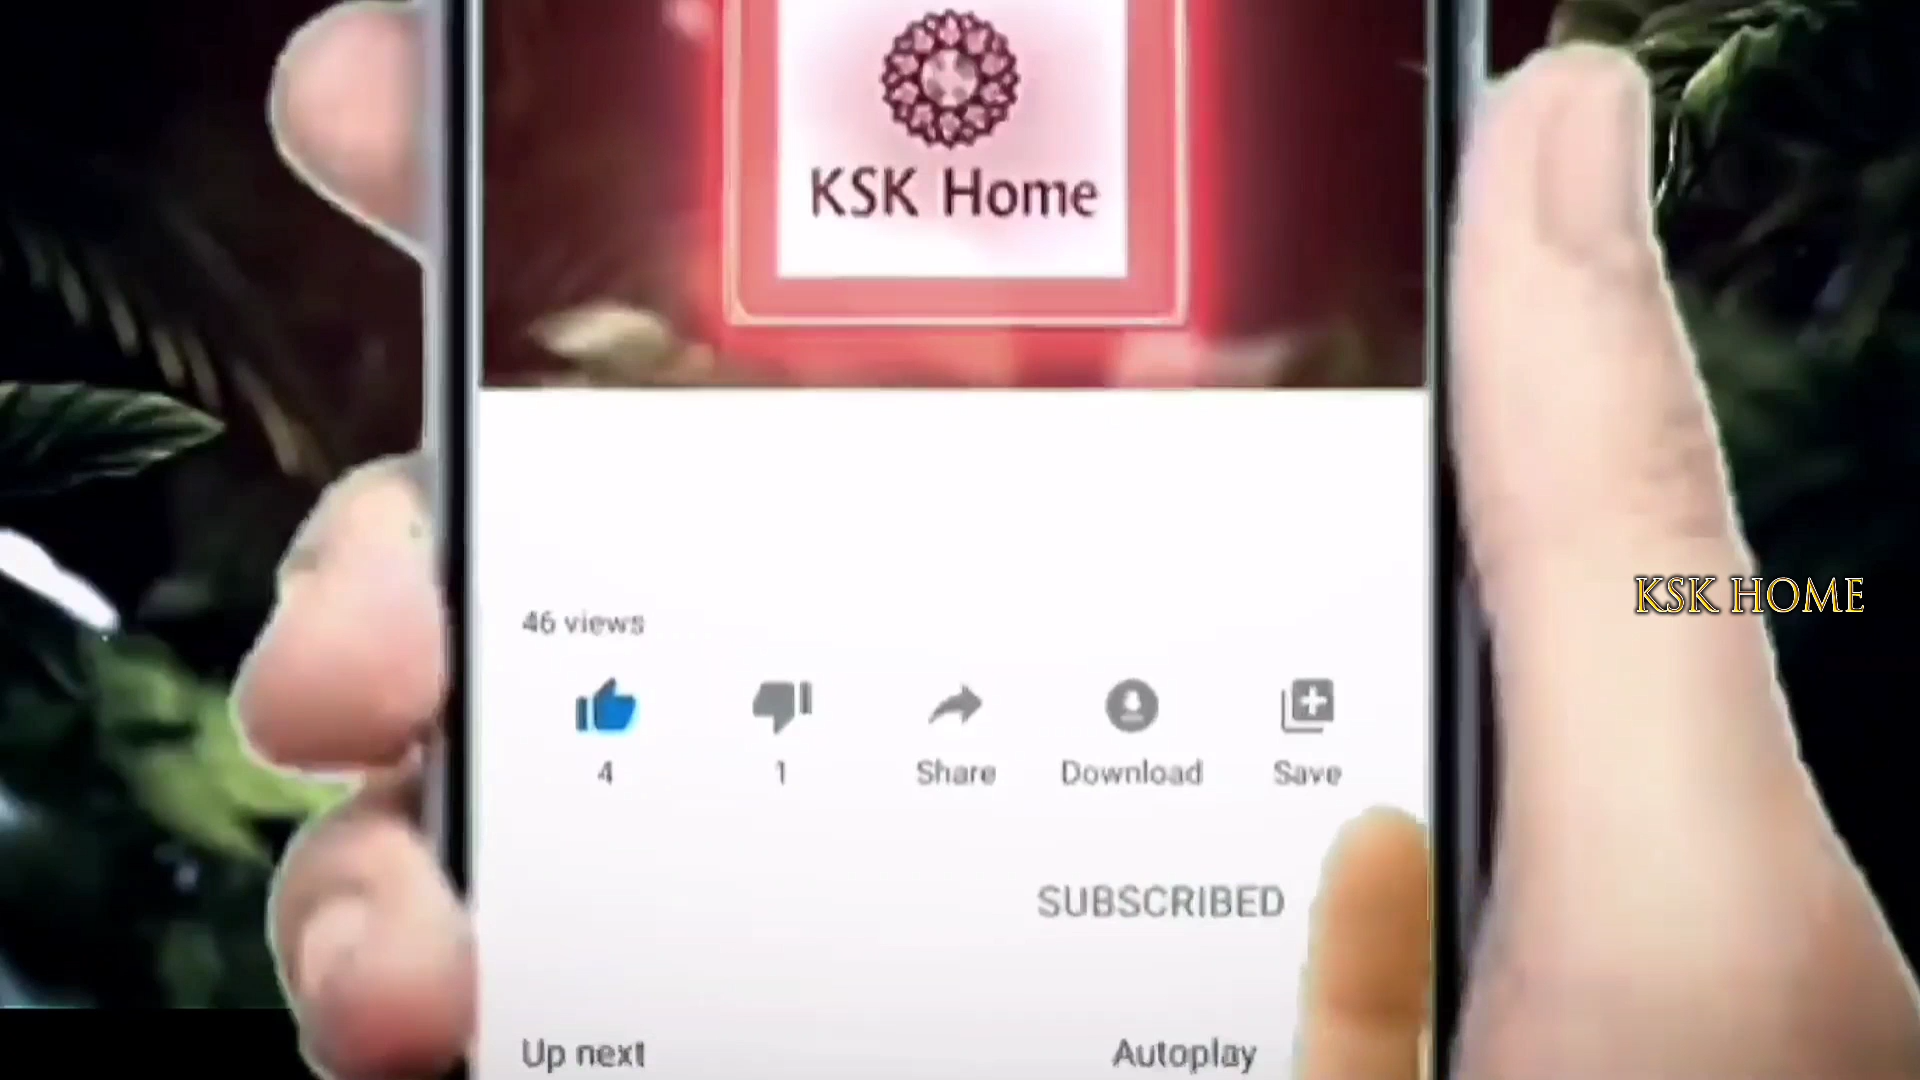 KSK Home
46 views
4
1
Share
Download
Save
SUBSCRIBED
Up next
Autoplay
KSK HOME